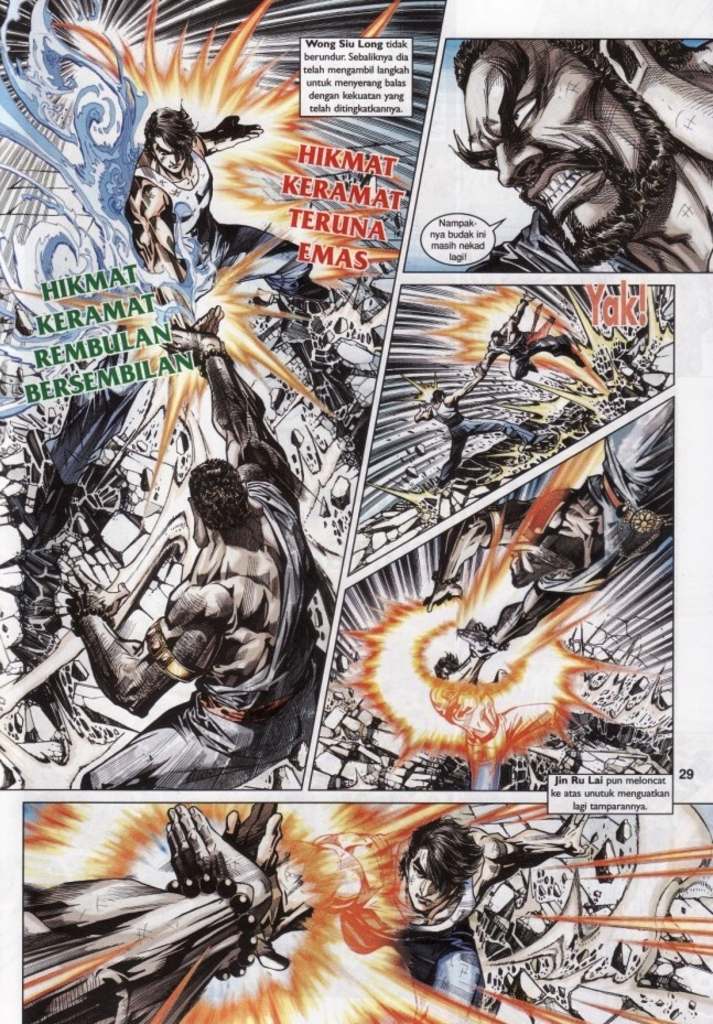 Wong Siu Long tidak
berundur. Sebaliknya dia
telah mengambil langkah
untuk menyerang balas
dengan kekuatan yang
telah ditingkatkannya.
HIKMAT
KERAMAT
TERUNA
EMAS
HIKMAT
KERAMAT
REMBULAN
BERSEMBILAN
Nampak-
nya budak ini
masih nekad
lagi!
Yak!
Jin Ru Lai pun meloncat
ke atas unutuk menguatkan
lagi tamparannya.
29